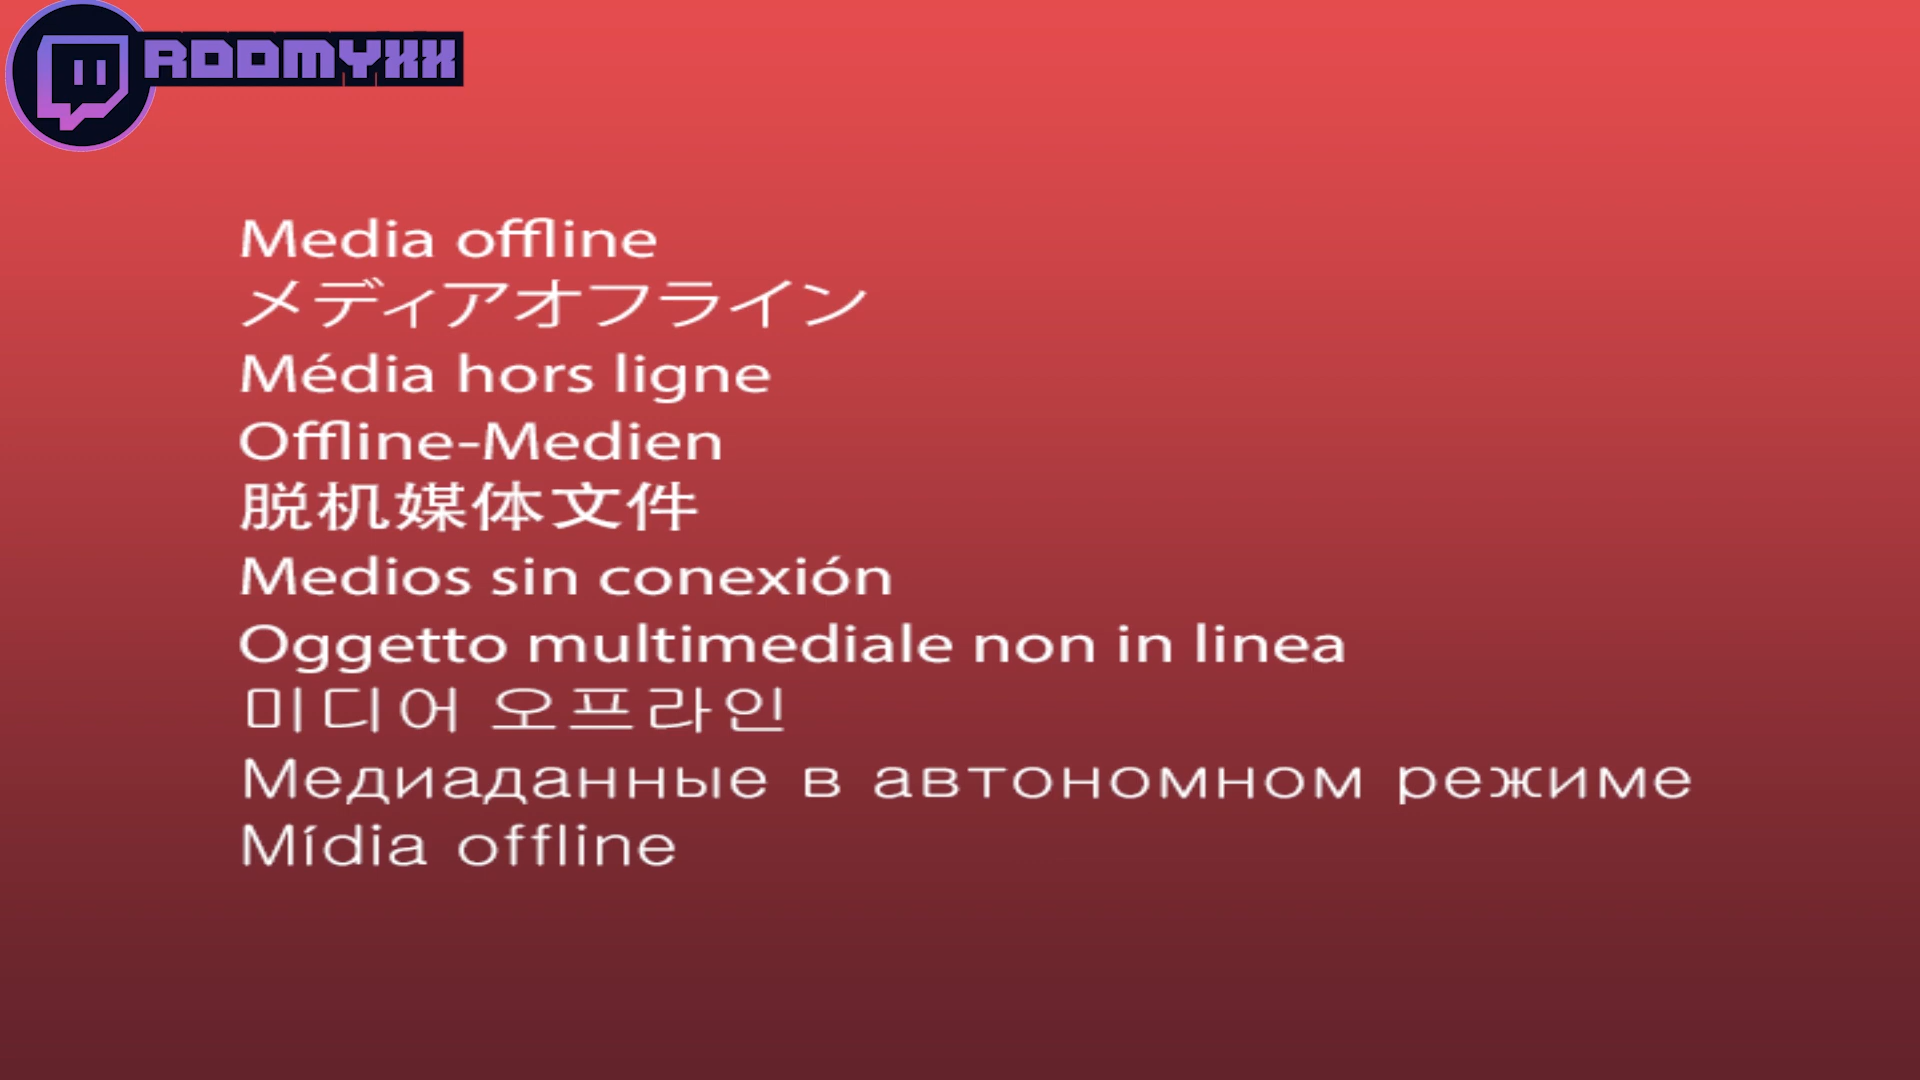 ROOMYXX
Media offline
メディアオフライン
Média hors ligne
Offline-Medien
脱机媒体文件
Medios sin conexión
Oggetto multimediale non in linea
미디어 오프라인
Медиаданные в автономном режиме
Mídia offline